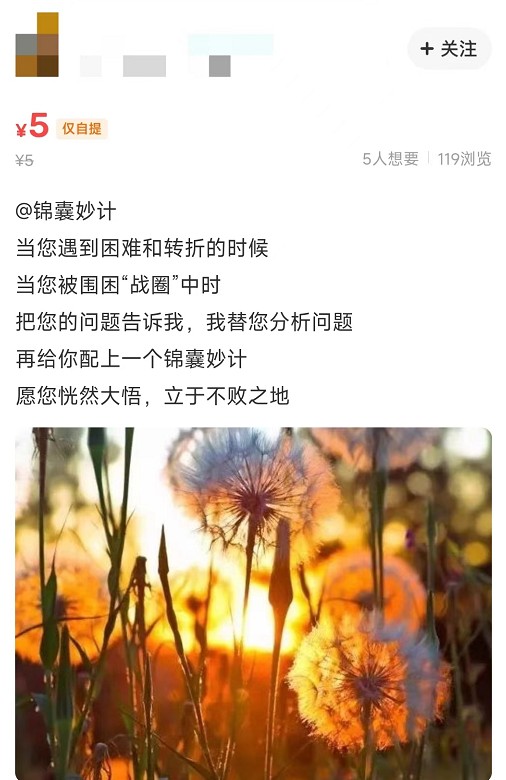 + 关注
¥5 仅自提
¥5 5人想要 | 119浏览
@锦囊妙计
当您遇到困难和转折的时候
当您被围困“战圈”中时
把您的问题告诉我，我替您分析问题
再给你配上一个锦囊妙计
愿您恍然大悟，立于不败之地